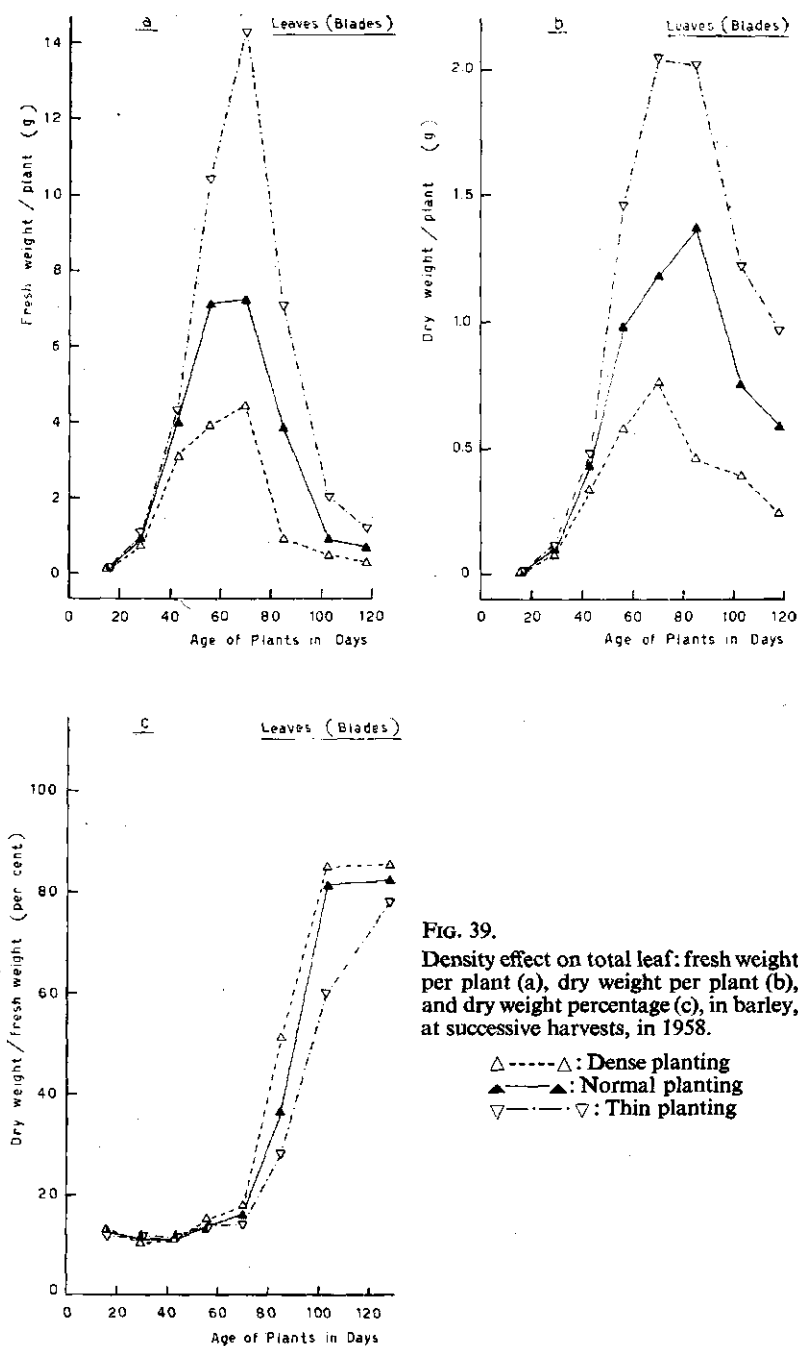 a
Leaves (Blades)
Fresh weight / plant (g)
14
12
10
8
6
4
2
0
0 20 40 60 80 100 120
Age of Plants in Days
b
Leaves (Blades)
Dry weight / plant (g)
2.0
1.5
1.0
0.5
0
0 20 40 60 80 100 120
Age of Plants in Days
c
Leaves (Blades)
Dry weight / fresh weight (per cent)
100
80
60
40
20
0
0 20 40 60 80 100 120
Age of Plants in Days
FIG. 39.
Density effect on total leaf: fresh weight
per plant (a), dry weight per plant (b),
and dry weight percentage (c), in barley,
at successive harvests, in 1958.
△-----△: Dense planting
▲———▲: Normal planting
▽—·—·▽: Thin planting